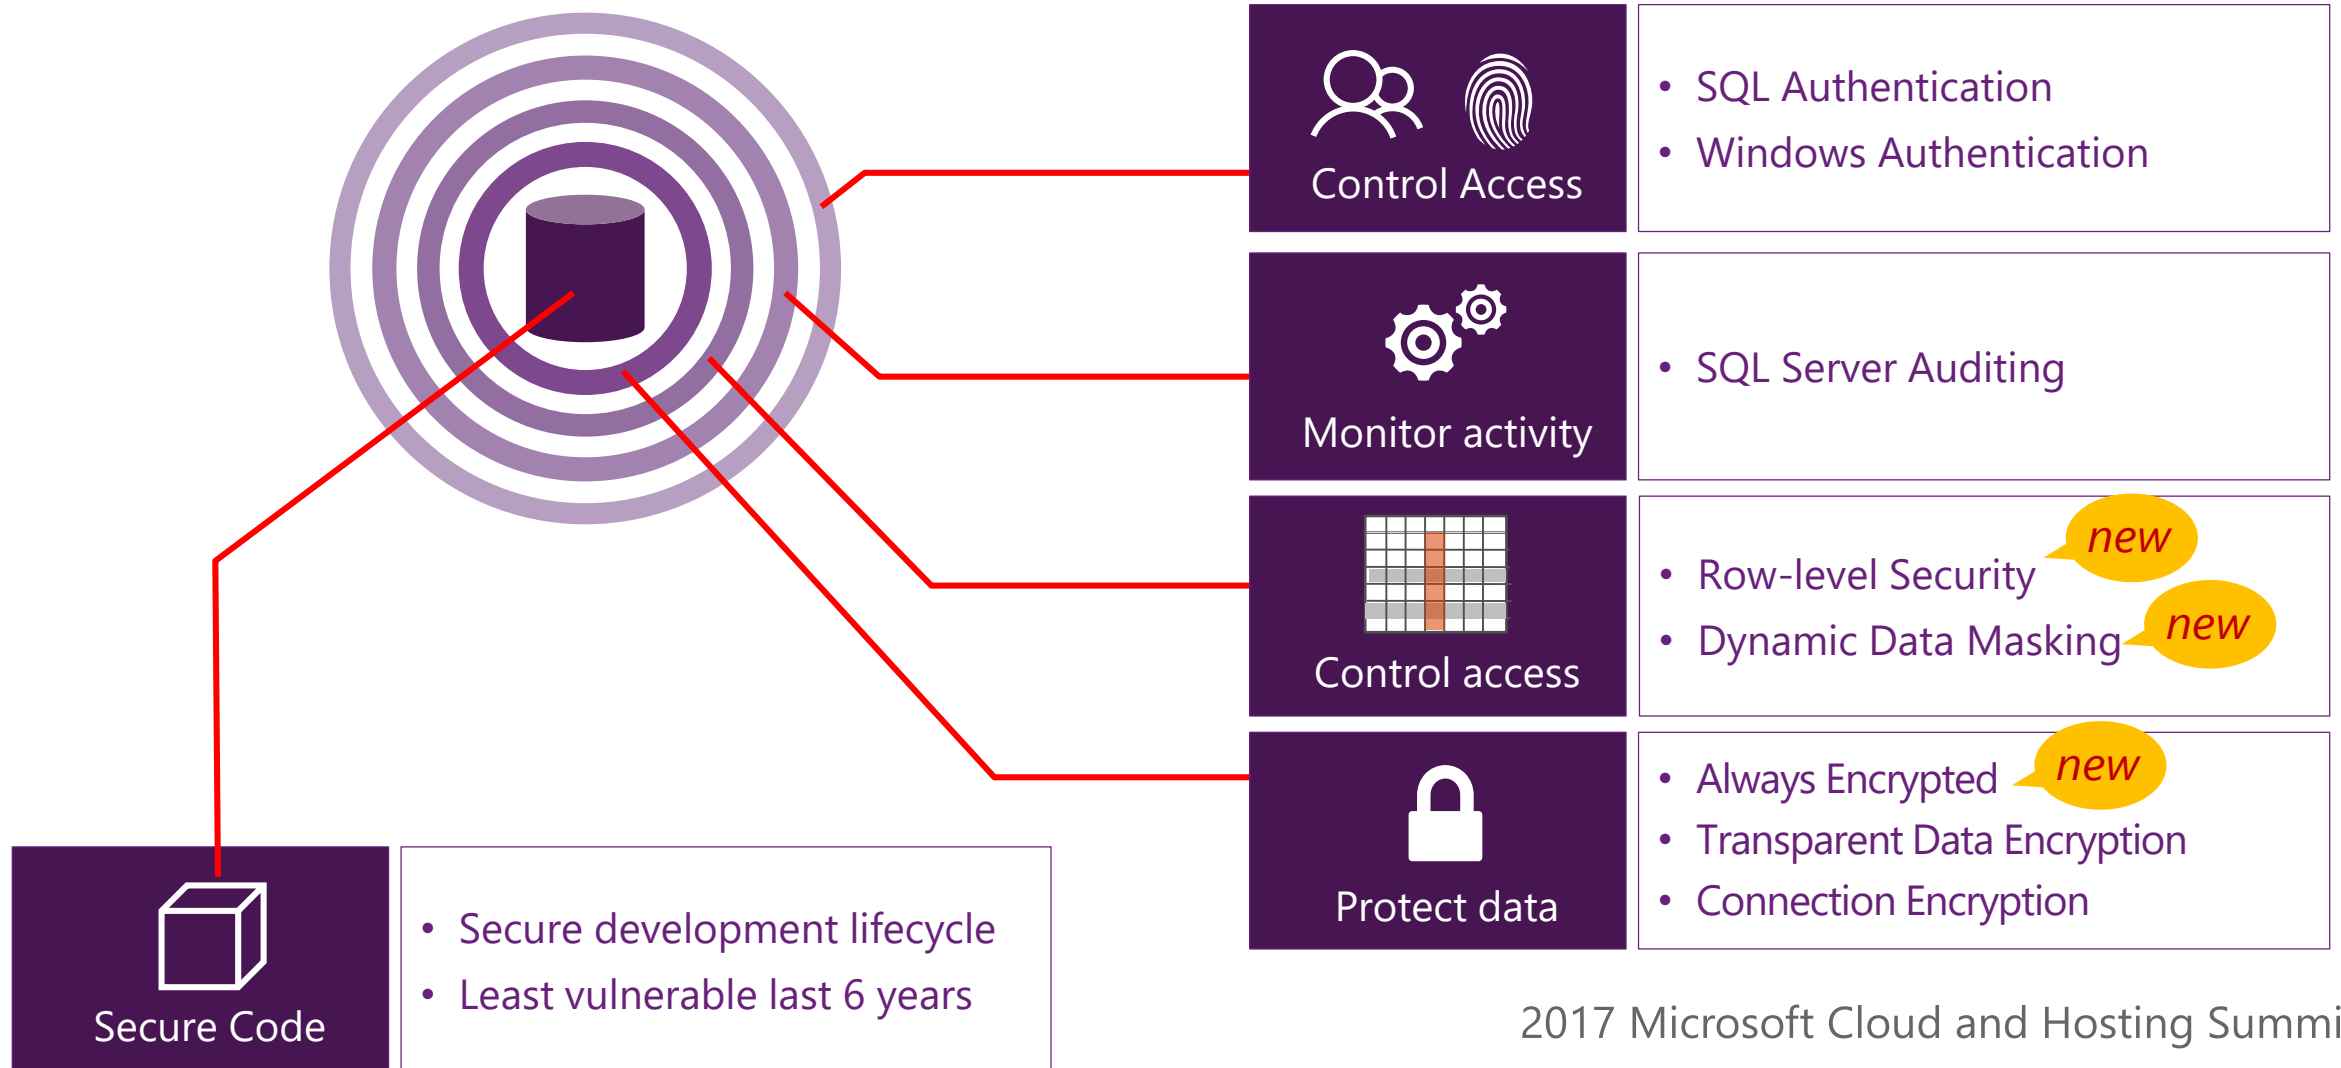 Control Access
• SQL Authentication
• Windows Authentication
Monitor activity
• SQL Server Auditing
Control access
• Row-level Security
new
• Dynamic Data Masking
new
Protect data
• Always Encrypted
new
• Transparent Data Encryption
• Connection Encryption
Secure Code
• Secure development lifecycle
• Least vulnerable last 6 years
2017 Microsoft Cloud and Hosting Summi